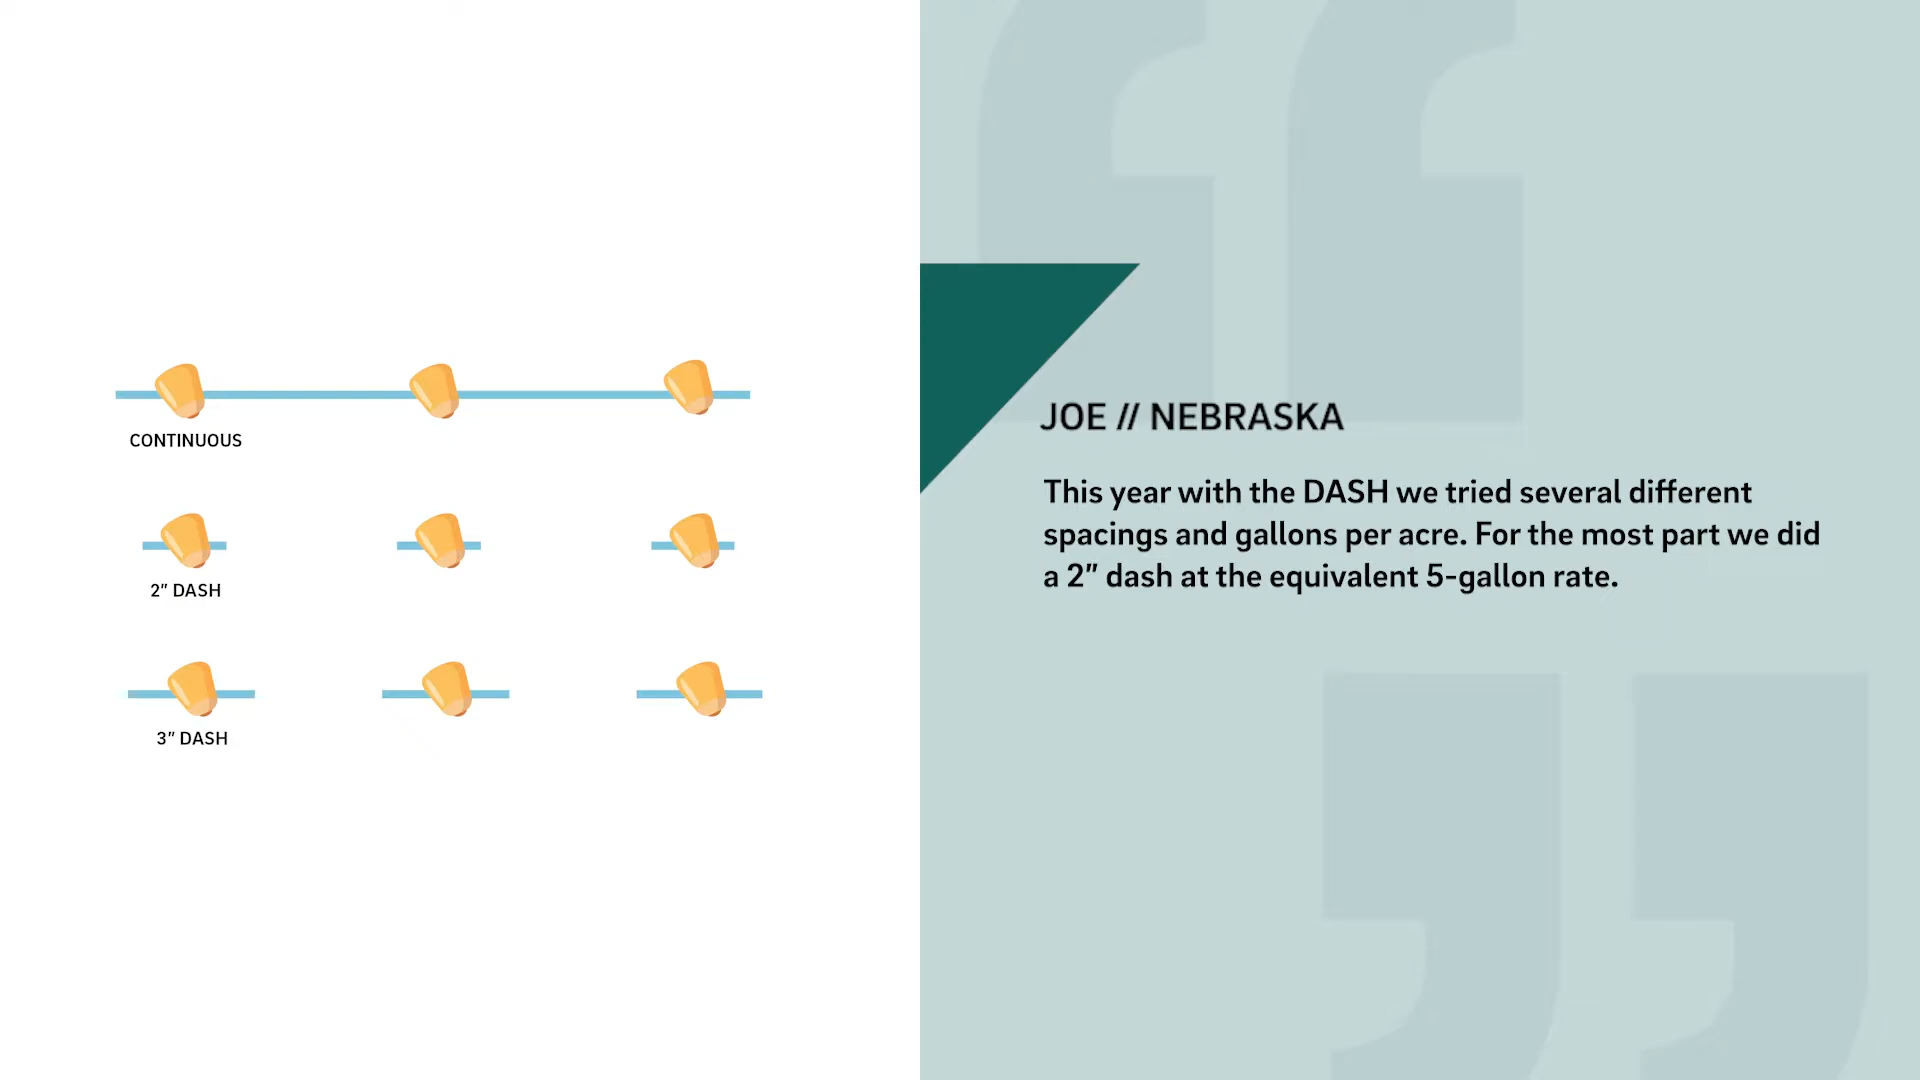 CONTINUOUS
2" DASH
3" DASH
JOE // NEBRASKA
This year with the DASH we tried several different
spacings and gallons per acre. For the most part we did
a 2" dash at the equivalent 5-gallon rate.